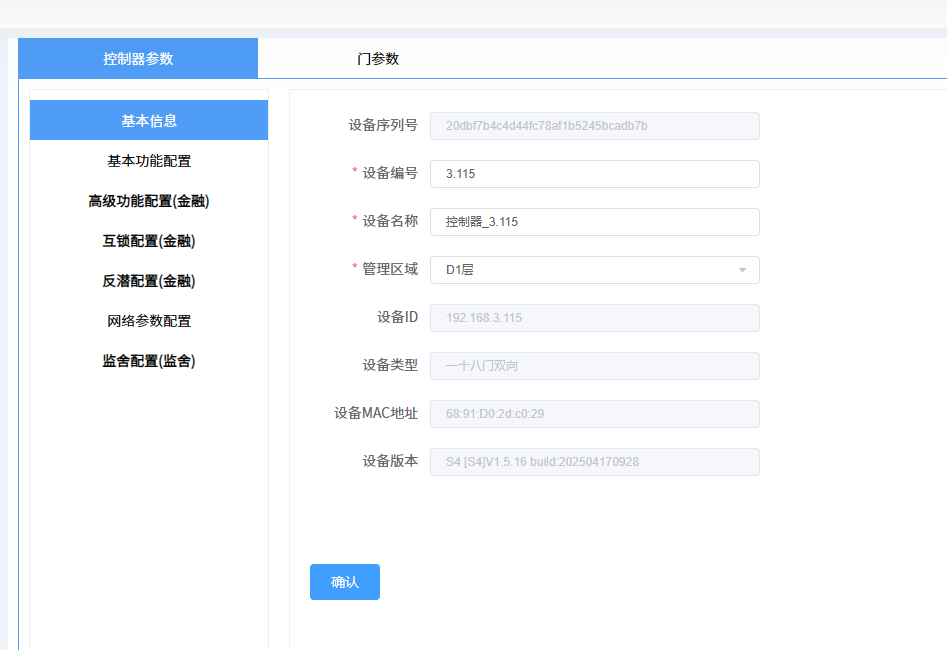 控制器参数
门参数
基本信息
基本功能配置
高级功能配置(金融)
互锁配置(金融)
反潜配置(金融)
网络参数配置
监舍配置(监舍)
设备序列号 20dbf7b4c4d44fc78af1b5245bcadb7b
* 设备编号 3.115
* 设备名称 控制器_3.115
* 管理区域 D1层
设备ID 192.168.3.115
设备类型 一十八门双向
设备MAC地址 68:91:D0:2d:c0:29
设备版本 S4 [S4]V1.5.16 build:202504170928
确认